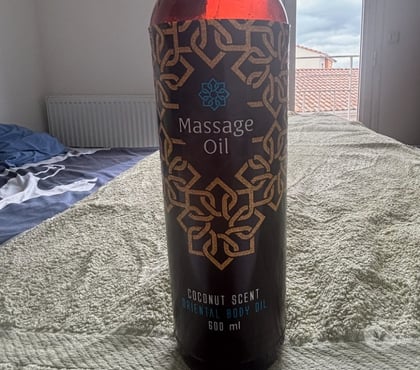 Massage
Oil
COCONUT SCENT
ORIENTAL BODY OIL
600 ml